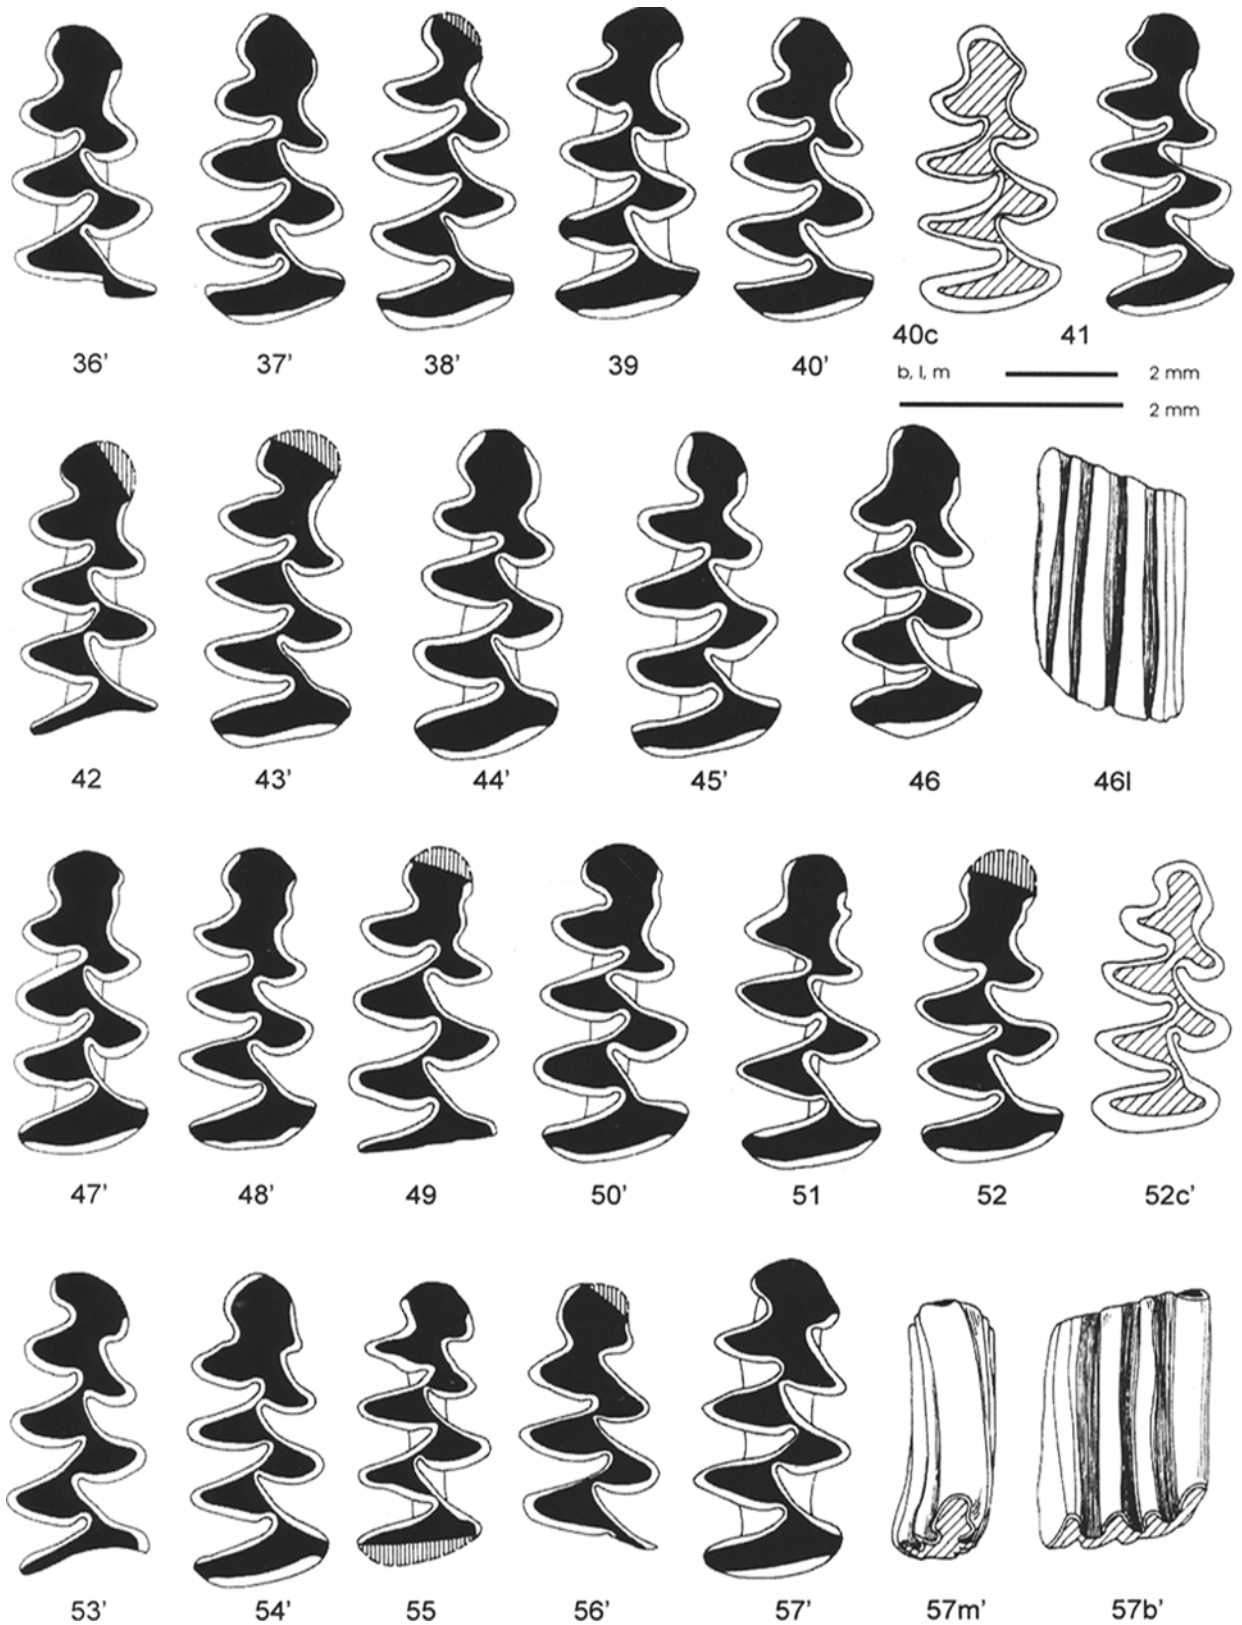 36’ 37’ 38’ 39 40’ 40c 41
b, l, m 2 mm
2 mm
42 43’ 44’ 45’ 46 46l
47’ 48’ 49 50’ 51 52 52c’
53’ 54’ 55 56’ 57’ 57m’ 57b’